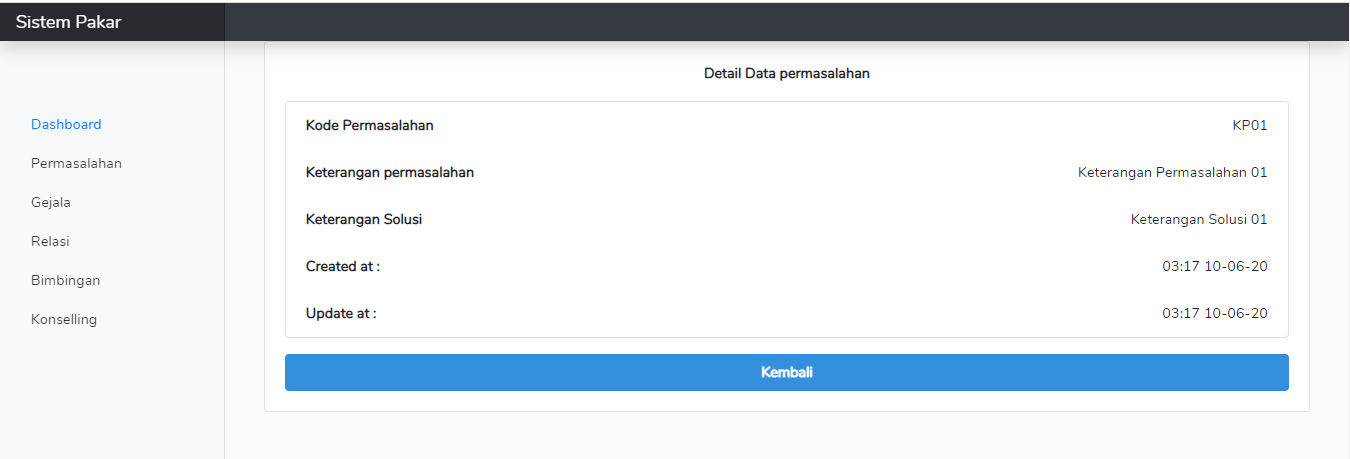 Sistem Pakar
Dashboard
Permasalahan
Gejala
Relasi
Bimbingan
Konselling
Detail Data permasalahan
Kode Permasalahan KP01
Keterangan permasalahan Keterangan Permasalahan 01
Keterangan Solusi Keterangan Solusi 01
Created at : 03:17 10-06-20
Update at : 03:17 10-06-20
Kembali